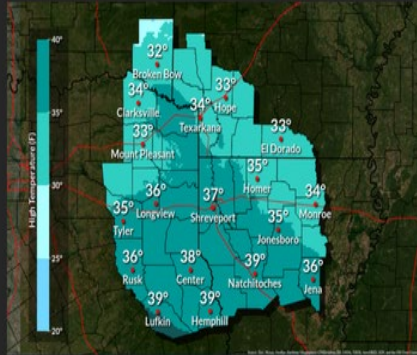 40°
32°
Broken Bow
34°
33°
Clarksville
34°
Hope
35°
Texarkana
33°
33°
Mount Pleasant
El Dorado
High Temperature (F)
30°
35°
Homer
36°
37°
34°
35°
Longview
Shreveport
Monroe
Tyler
35°
Jonesboro
25°
36°
38°
39°
36°
Rusk
Center
Natchitoches
Jena
39°
39°
20°
Lufkin
Hemphill